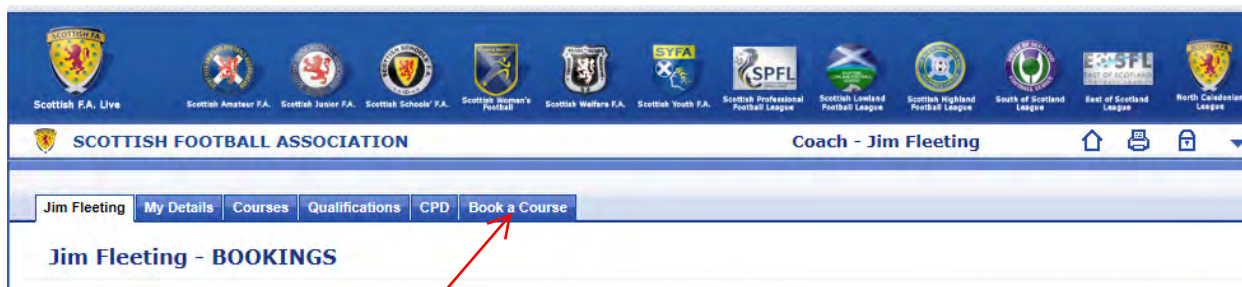 SCOTTISH F.A.
SYFA
SPFL
Scottish F.A. Live
Scottish Amateur F.A.
Scottish Junior F.A.
Scottish Schools' F.A.
Scottish Women's Football
Scottish Welfare F.A.
Scottish Youth F.A.
Scottish Professional Football League
Scottish Lowland Football League
Scottish Highland Football League
South of Scotland League
East of Scotland League
North Caledonian League
SCOTTISH FOOTBALL ASSOCIATION
Coach - Jim Fleeting
Jim Fleeting
My Details
Courses
Qualifications
CPD
Book a Course
Jim Fleeting - BOOKINGS